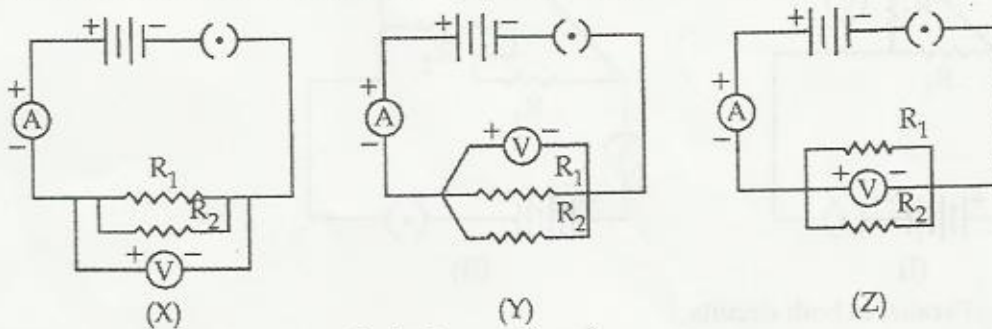 + − (•) + − (•) + − (•)
+ + +
A A A
− − −
R1 + V − R1
R1 + V −
R2 R2 R2
+ V −
(X) (Y) (Z)